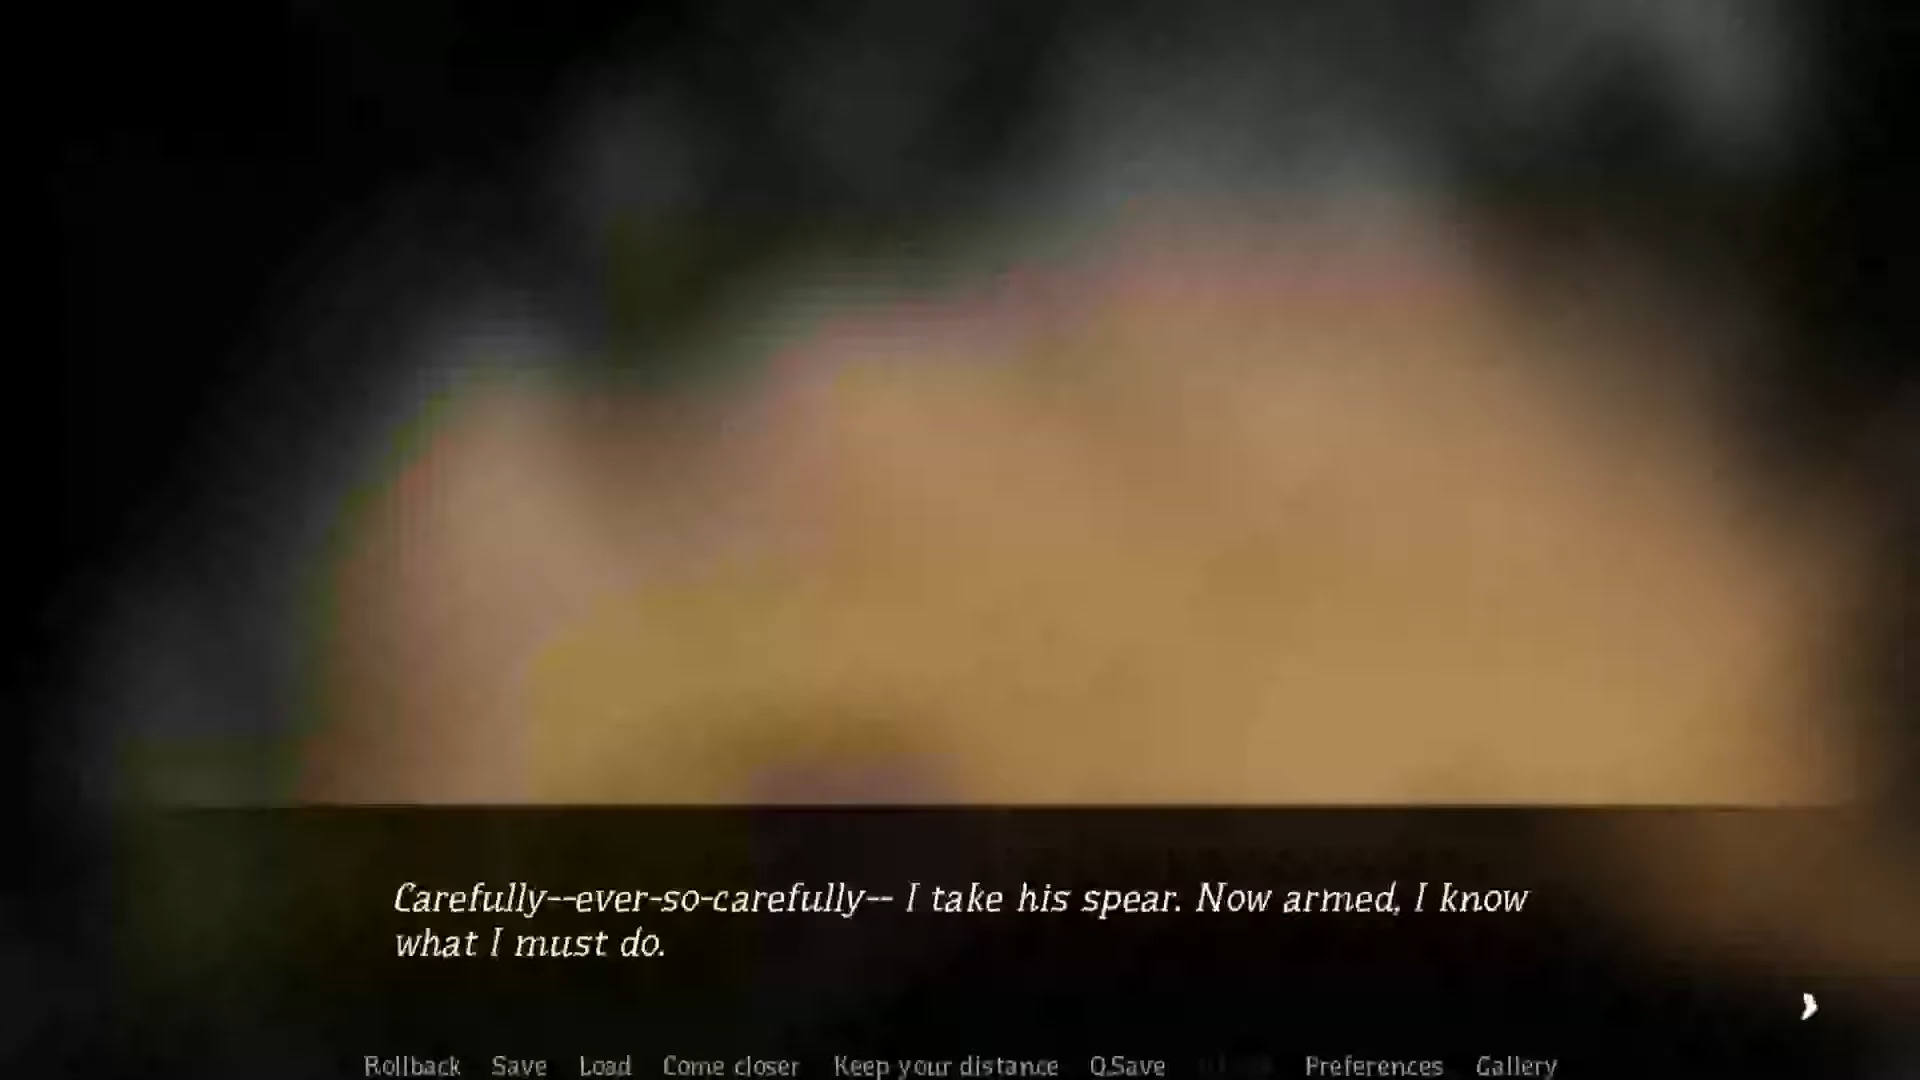 Carefully--ever-so-carefully-- I take his spear. Now armed, I know
what I must do.
Rollback Save Load Come closer Keep your distance Q.Save Preferences Gallery